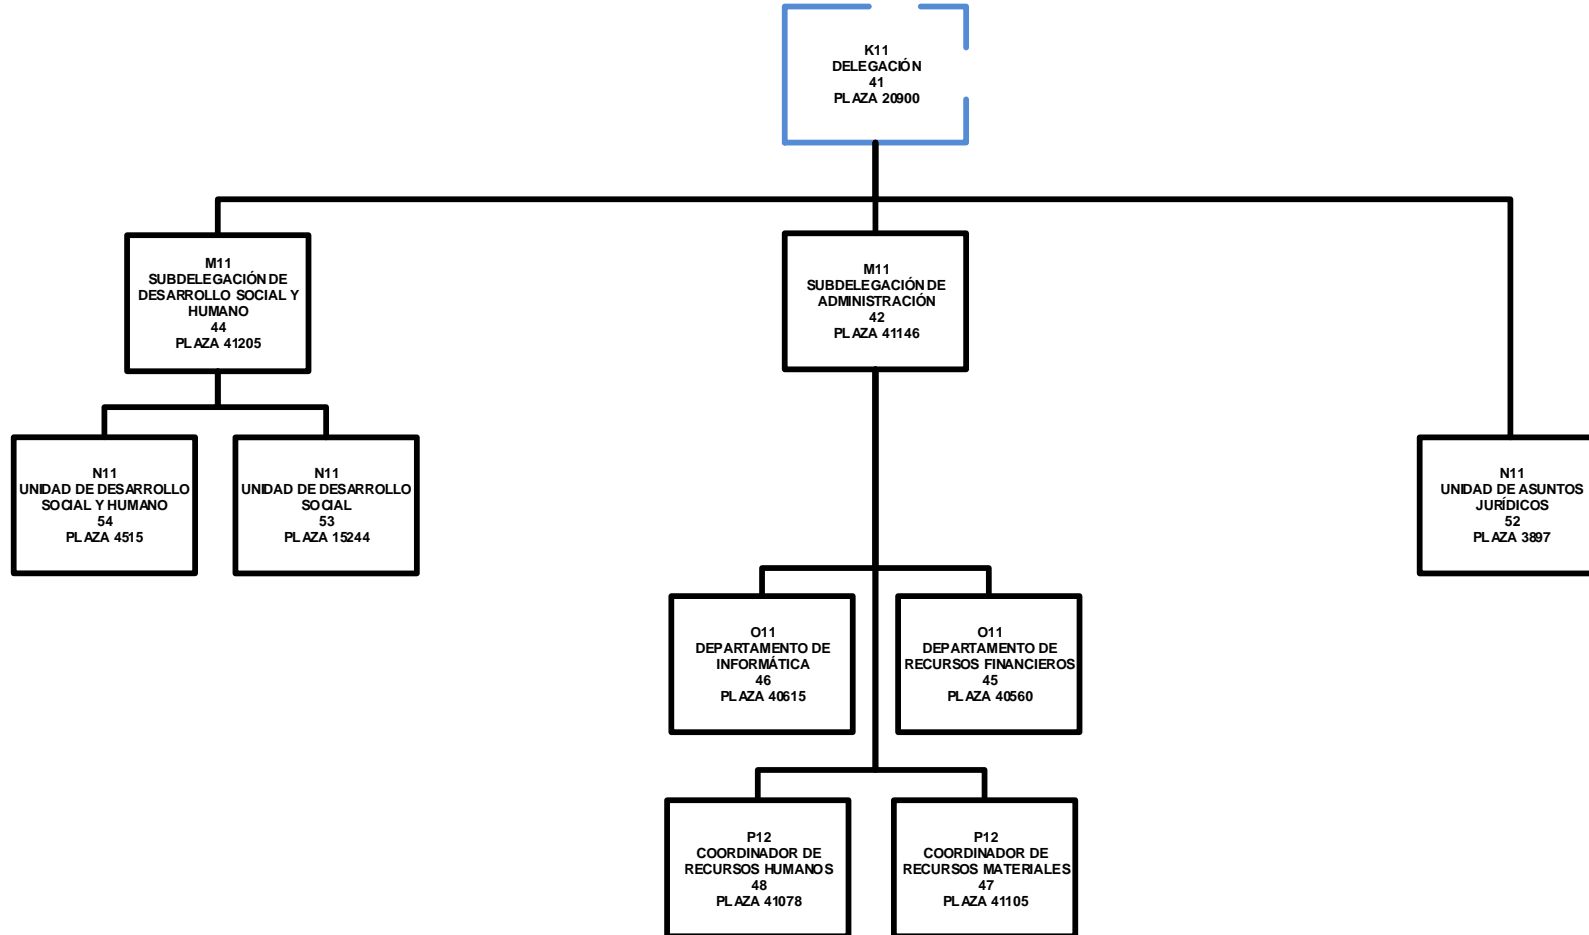 K11
DELEGACIÓN
41
PLAZA 20900
M11
SUBDELEGACIÓN DE
DESARROLLO SOCIAL Y
HUMANO
44
PLAZA 41205
M11
SUBDELEGACIÓN DE
ADMINISTRACIÓN
42
PLAZA 41146
N11
UNIDAD DE DESARROLLO
SOCIAL Y HUMANO
54
PLAZA 4515
N11
UNIDAD DE DESARROLLO
SOCIAL
53
PLAZA 15244
N11
UNIDAD DE ASUNTOS
JURÍDICOS
52
PLAZA 3897
O11
DEPARTAMENTO DE
INFORMÁTICA
46
PLAZA 40615
O11
DEPARTAMENTO DE
RECURSOS FINANCIEROS
45
PLAZA 40560
P12
COORDINADOR DE
RECURSOS HUMANOS
48
PLAZA 41078
P12
COORDINADOR DE
RECURSOS MATERIALES
47
PLAZA 41105